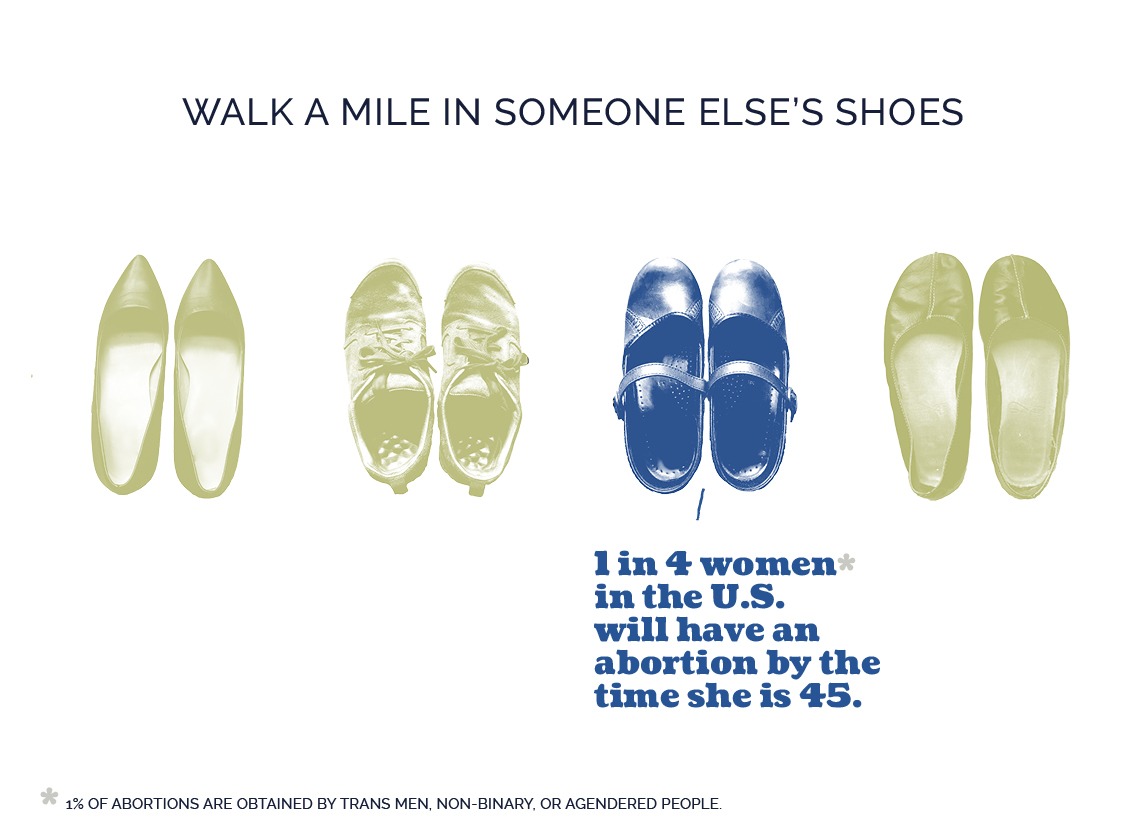 WALK A MILE IN SOMEONE ELSE’S SHOES
1 in 4 women*
in the U.S.
will have an
abortion by the
time she is 45.
* 1% OF ABORTIONS ARE OBTAINED BY TRANS MEN, NON-BINARY, OR AGENDERED PEOPLE.